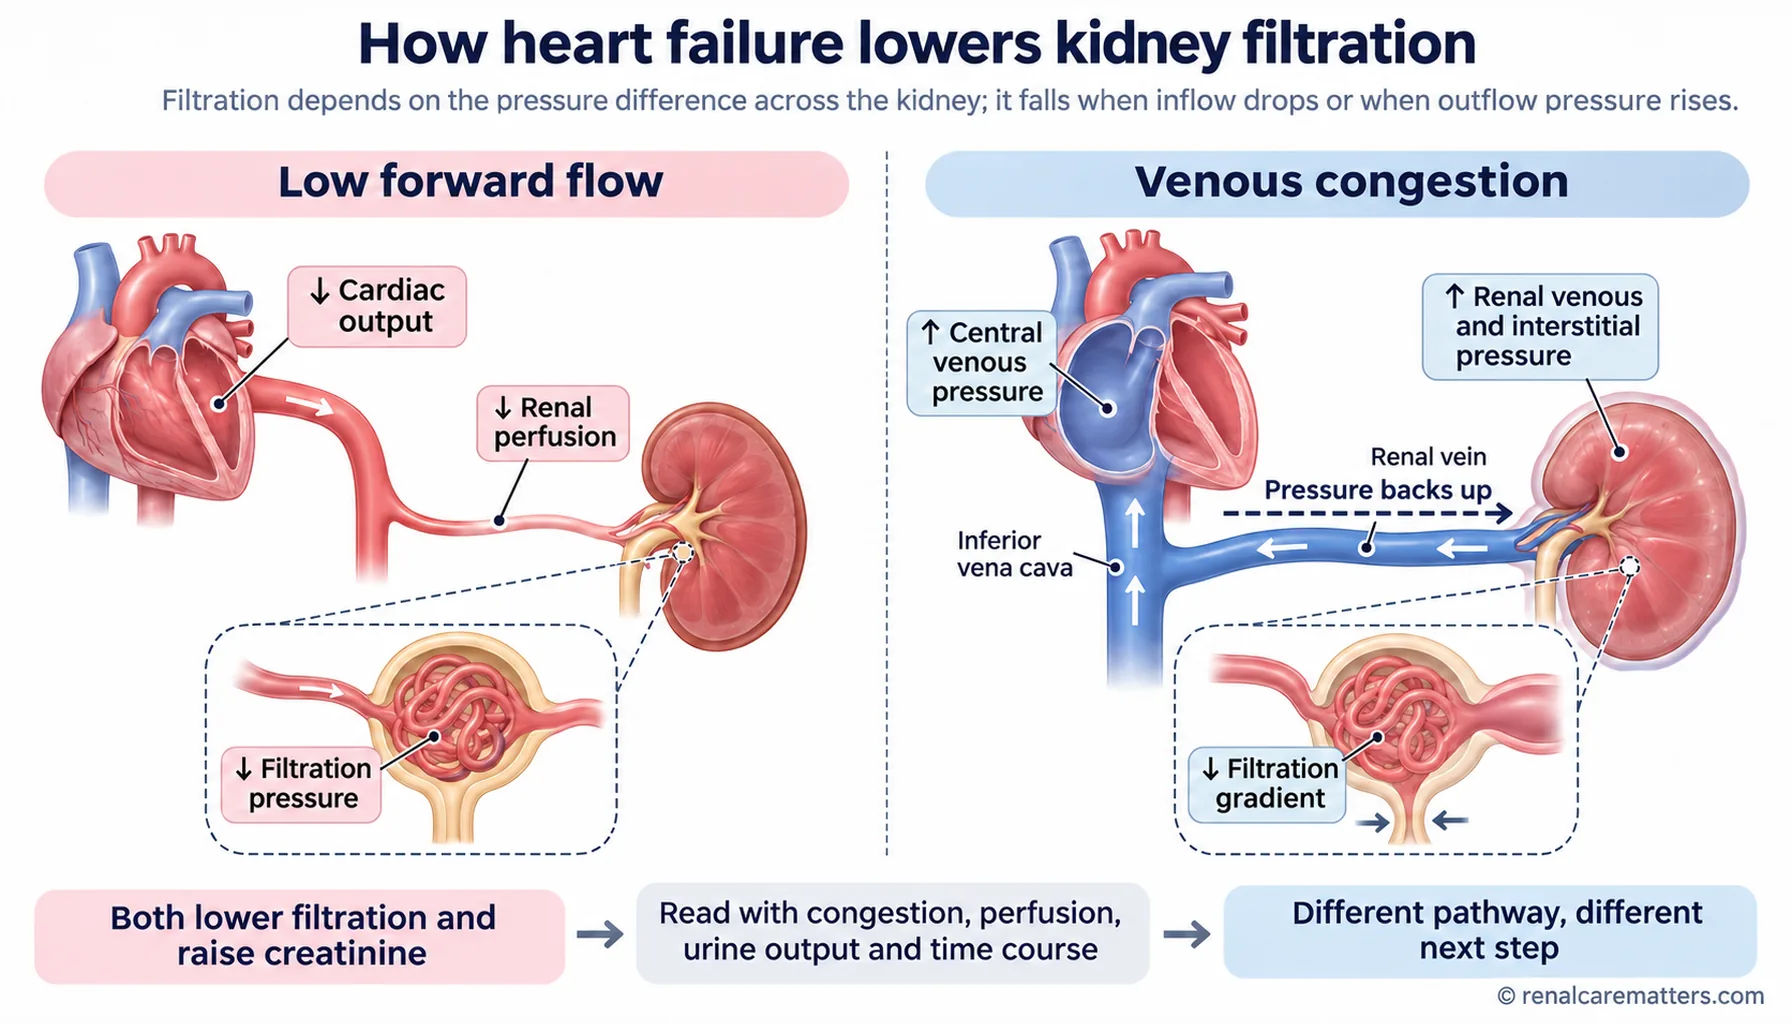 How heart failure lowers kidney filtration
Filtration depends on the pressure difference across the kidney; it falls when inflow drops or when outflow pressure rises.
Low forward flow
↓ Cardiac
output
↓ Renal
perfusion
↓ Filtration
pressure
Venous congestion
↑ Central
venous
pressure
↑ Renal venous
and interstitial
pressure
Renal vein
Pressure backs up
Inferior
vena cava
↓ Filtration
gradient
Both lower filtration and
raise creatinine
Read with congestion, perfusion,
urine output and time course
Different pathway, different
next step
© renalcarematters.com